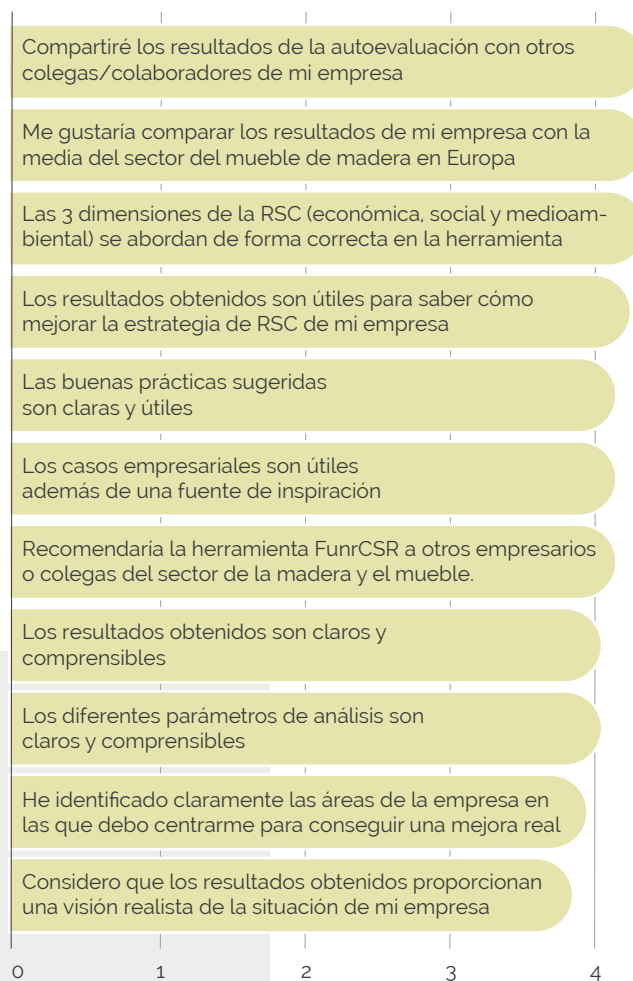 Compartiré los resultados de la autoevaluación con otros
colegas/colaboradores de mi empresa
Me gustaría comparar los resultados de mi empresa con la
media del sector del mueble de madera en Europa
Las 3 dimensiones de la RSC (económica, social y medioam-
biental) se abordan de forma correcta en la herramienta
Los resultados obtenidos son útiles para saber cómo
mejorar la estrategia de RSC de mi empresa
Las buenas prácticas sugeridas
son claras y útiles
Los casos empresariales son útiles
además de una fuente de inspiración
Recomendaría la herramienta FunrCSR a otros empresarios
o colegas del sector de la madera y el mueble.
Los resultados obtenidos son claros y
comprensibles
Los diferentes parámetros de análisis son
claros y comprensibles
He identificado claramente las áreas de la empresa en
las que debo centrarme para conseguir una mejora real
Considero que los resultados obtenidos proporcionan
una visión realista de la situación de mi empresa
0 1 2 3 4